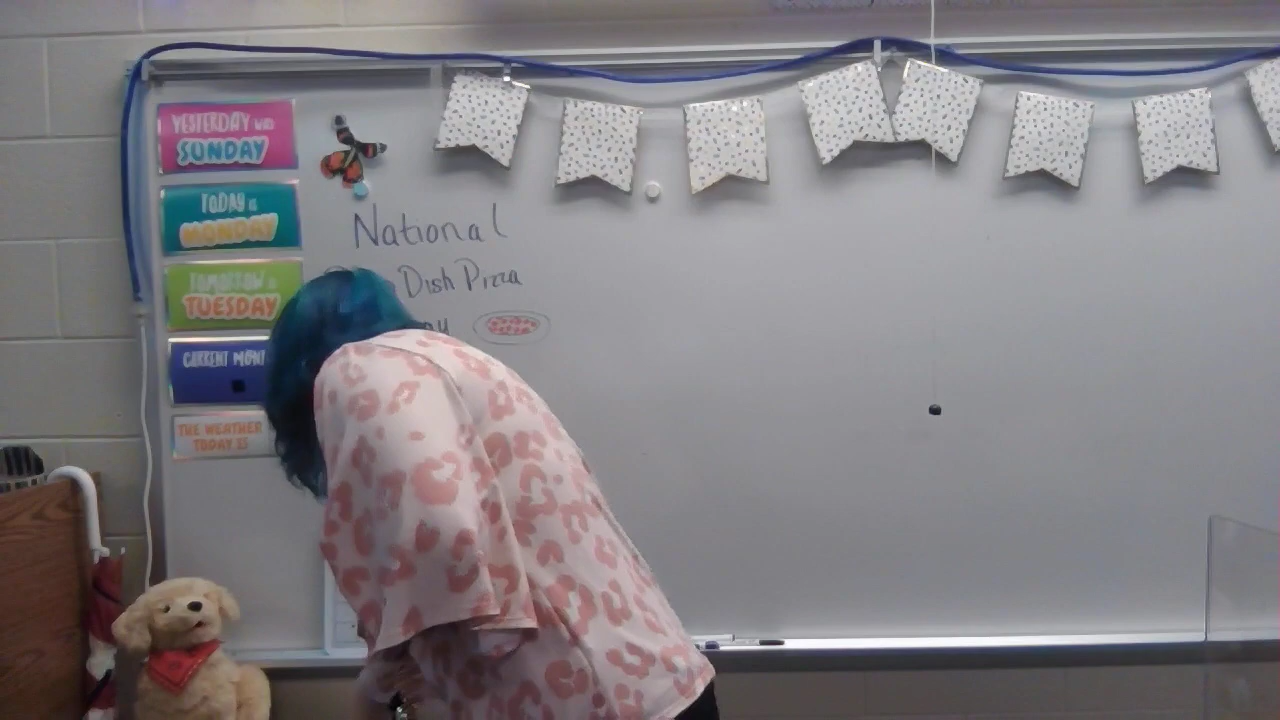 YESTERDAY WAS
SUNDAY
TODAY IS
MONDAY
TOMORROW IS
TUESDAY
CURRENT MONT
THE WEATHER
TODAY IS
National
Dish Pizza